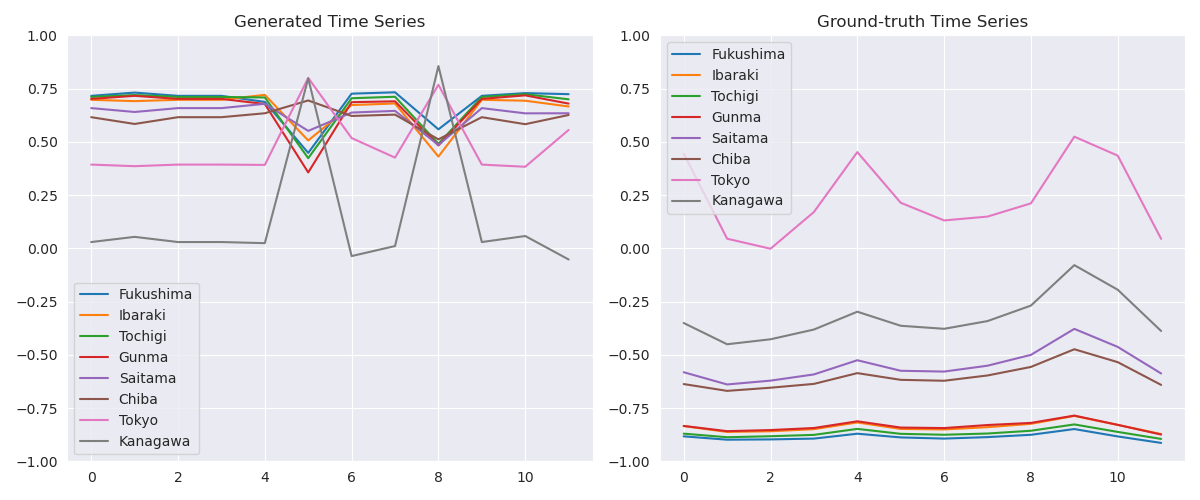 Generated Time Series
1.00
0.75
0.50
0.25
0.00
−0.25
−0.50
−0.75
−1.00
0 2 4 6 8 10
Fukushima
Ibaraki
Tochigi
Gunma
Saitama
Chiba
Tokyo
Kanagawa
Ground-truth Time Series
1.00
0.75
0.50
0.25
0.00
−0.25
−0.50
−0.75
−1.00
0 2 4 6 8 10
Fukushima
Ibaraki
Tochigi
Gunma
Saitama
Chiba
Tokyo
Kanagawa